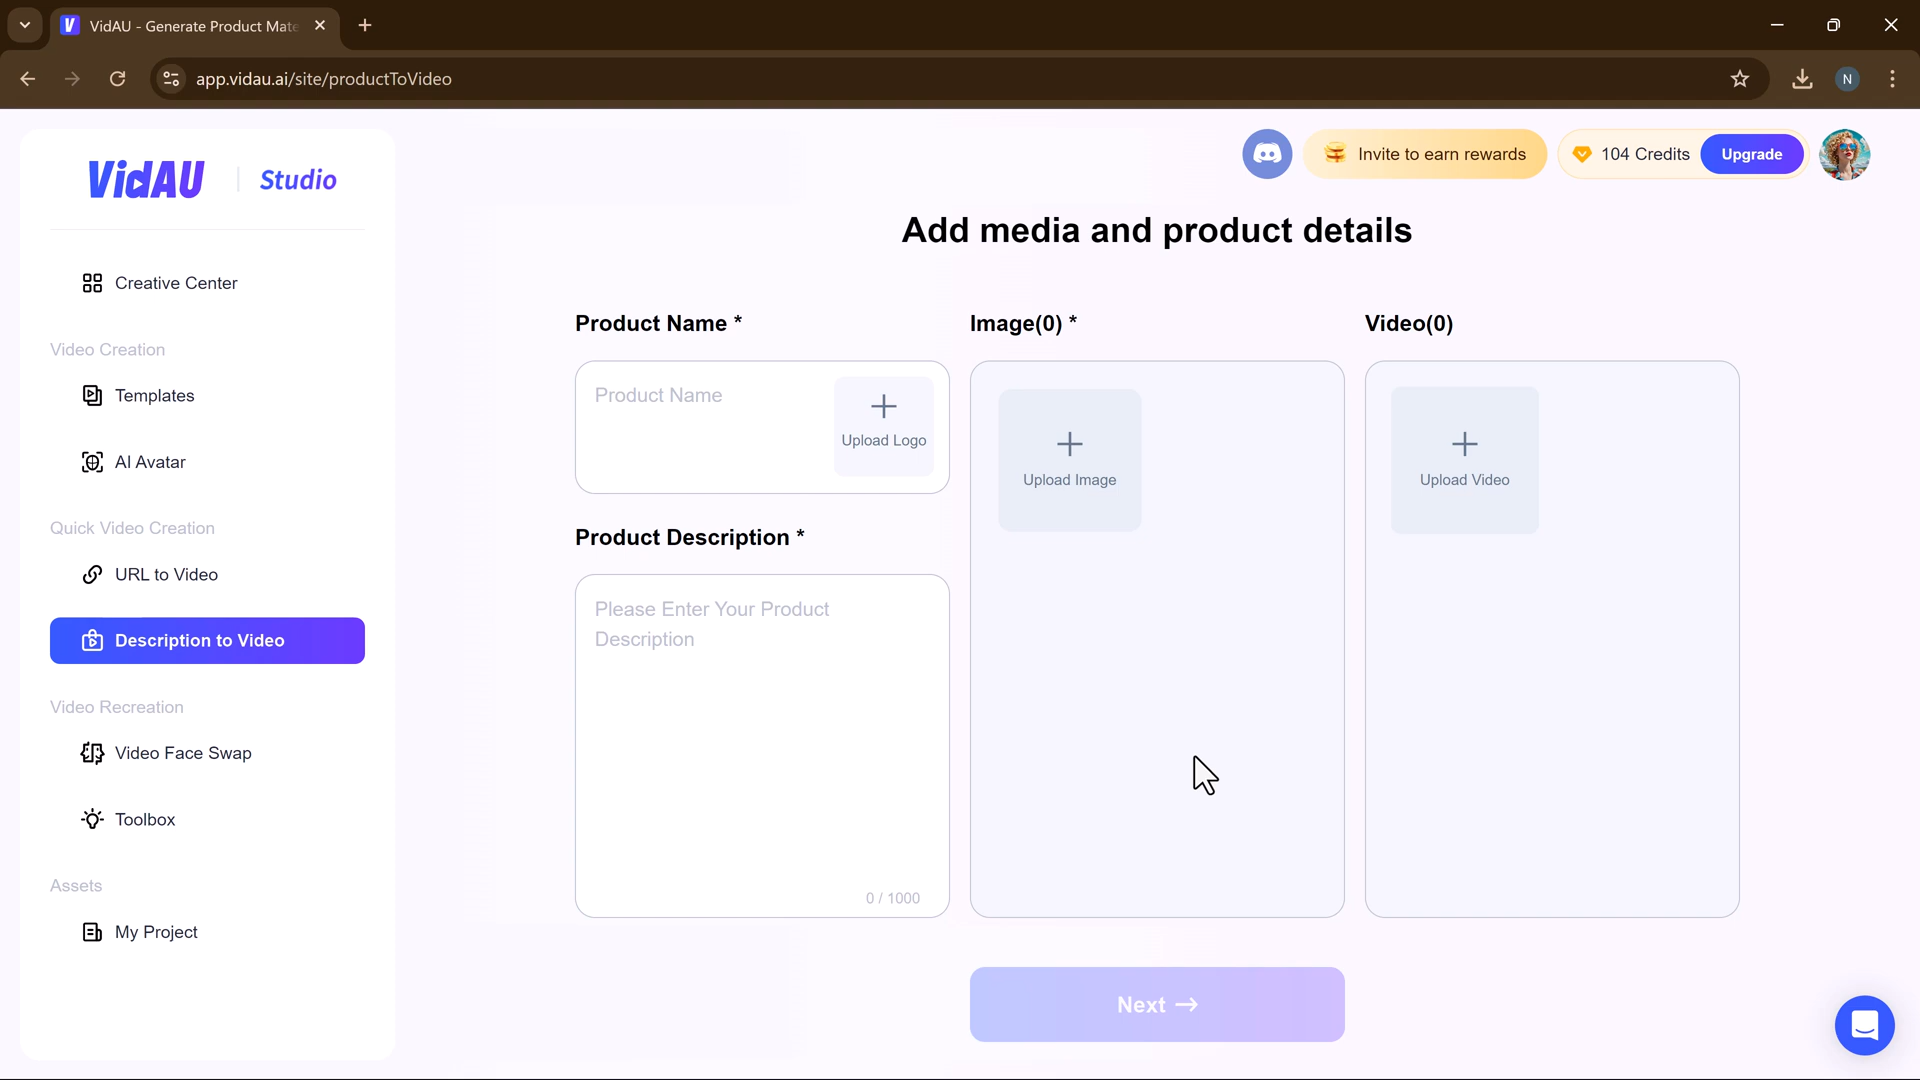 VidAU - Generate Product Mate
app.vidau.ai/site/productToVideo
N
VidAU | Studio
Invite to earn rewards
104 Credits
Upgrade
Creative Center
Video Creation
Templates
AI Avatar
Quick Video Creation
URL to Video
Description to Video
Video Recreation
Video Face Swap
Toolbox
Assets
My Project
Add media and product details
Product Name *
Product Name
Upload Logo
Product Description *
Please Enter Your Product
Description
0 / 1000
Image(0) *
Upload Image
Video(0)
Upload Video
Next →